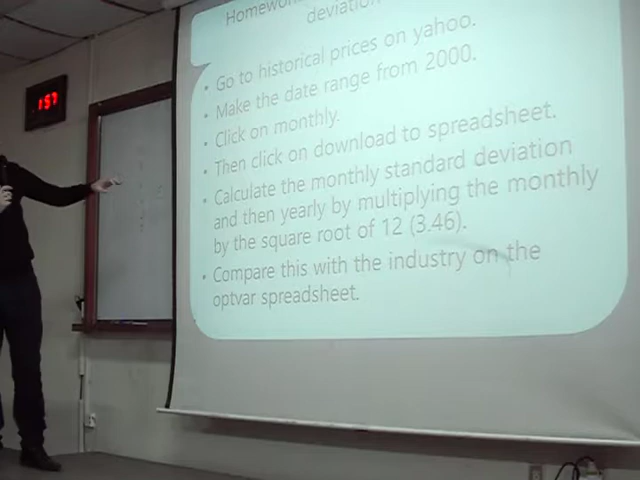 1:57
Homework
deviation
• Go to historical prices on yahoo.
• Make the date range from 2000.
• Click on monthly.
• Then click on download to spreadsheet.
• Calculate the monthly standard deviation
and then yearly by multiplying the monthly
by the square root of 12 (3.46).
• Compare this with the industry on the
optvar spreadsheet.